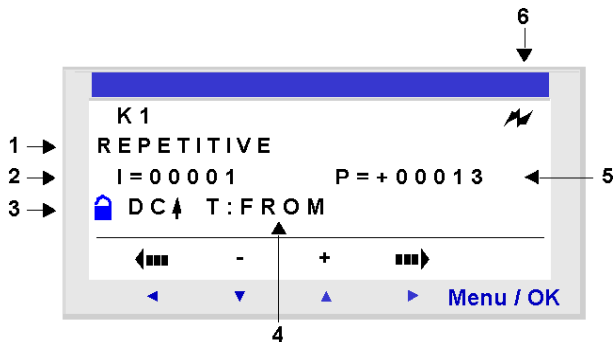 6
K1
1 REPETITIVE
2 I=00001 P=+00013 5
3 DC T:FROM
- +
Menu / OK
4